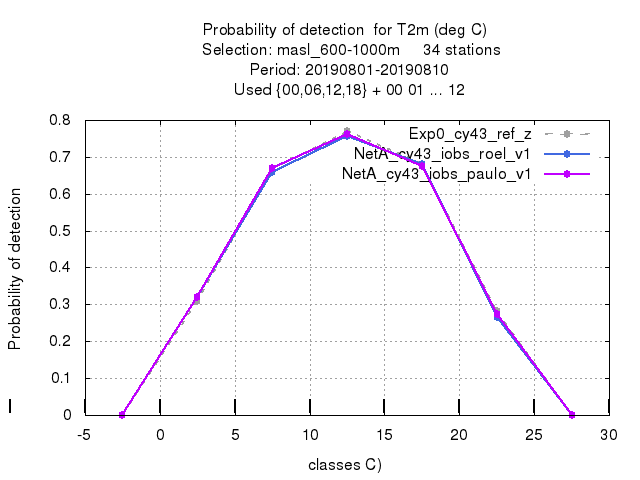 Probability of detection  for T2m (deg C)
Selection: masl_600-1000m     34 stations
Period: 20190801-20190810
Used {00,06,12,18} + 00 01 ... 12
Exp0_cy43_ref_z
NetA_cy43_iobs_roel_v1
NetA_cy43_iobs_paulo_v1
Probability of detection
0.8
0.7
0.6
0.5
0.4
0.3
0.2
0.1
0
-5 0 5 10 15 20 25 30
classes C)